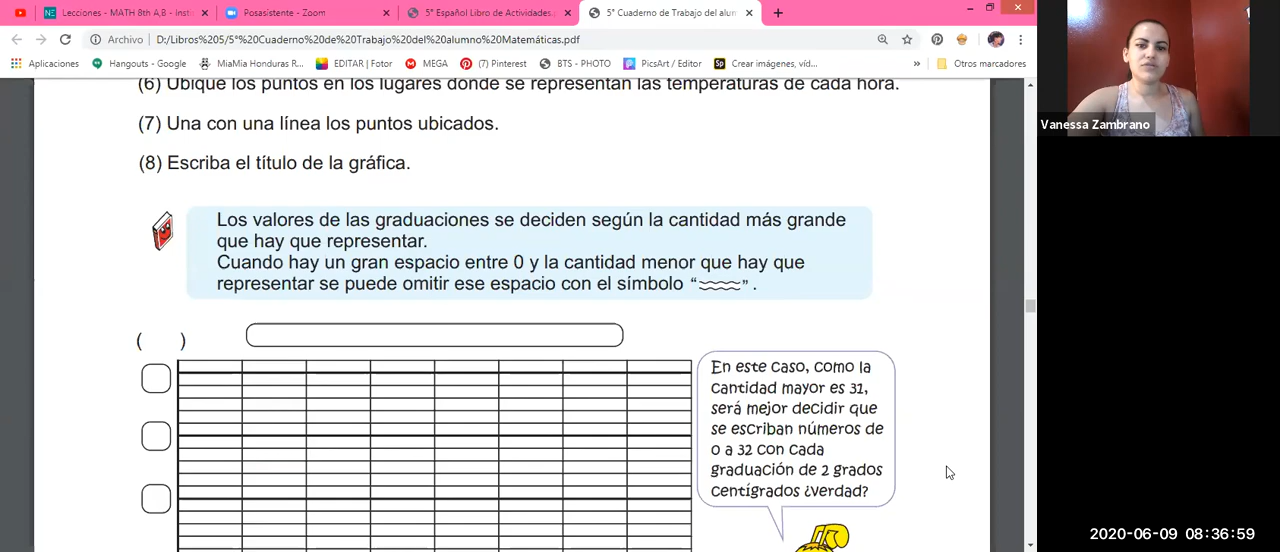 Lecciones - MATH 8th A,B - Insti
Posasistente - Zoom
5° Español Libro de Actividades.
5° Cuaderno de Trabajo del alum
Archivo
D:/Libros%205/5°%20Cuaderno%20de%20Trabajo%20del%20alumno%20Matemáticas.pdf
Aplicaciones
Hangouts - Google
MiaMia Honduras R...
EDITAR | Fotor
MEGA
(7) Pinterest
BTS - PHOTO
PicsArt / Editor
Sp
Crear imágenes, víd...
»
Otros marcadores
Vanessa Zambrano
(6) Ubique los puntos en los lugares donde se representan las temperaturas de cada hora.
(7) Una con una línea los puntos ubicados.
(8) Escriba el título de la gráfica.
Los valores de las graduaciones se deciden según la cantidad más grande
que hay que representar.
Cuando hay un gran espacio entre 0 y la cantidad menor que hay que
representar se puede omitir ese espacio con el símbolo “ ” .
( )
En este caso, como la
cantidad mayor es 31,
será mejor decidir que
se escriban números de
0 a 32 con cada
graduación de 2 grados
centígrados ¿verdad?
2020-06-09 08:36:59